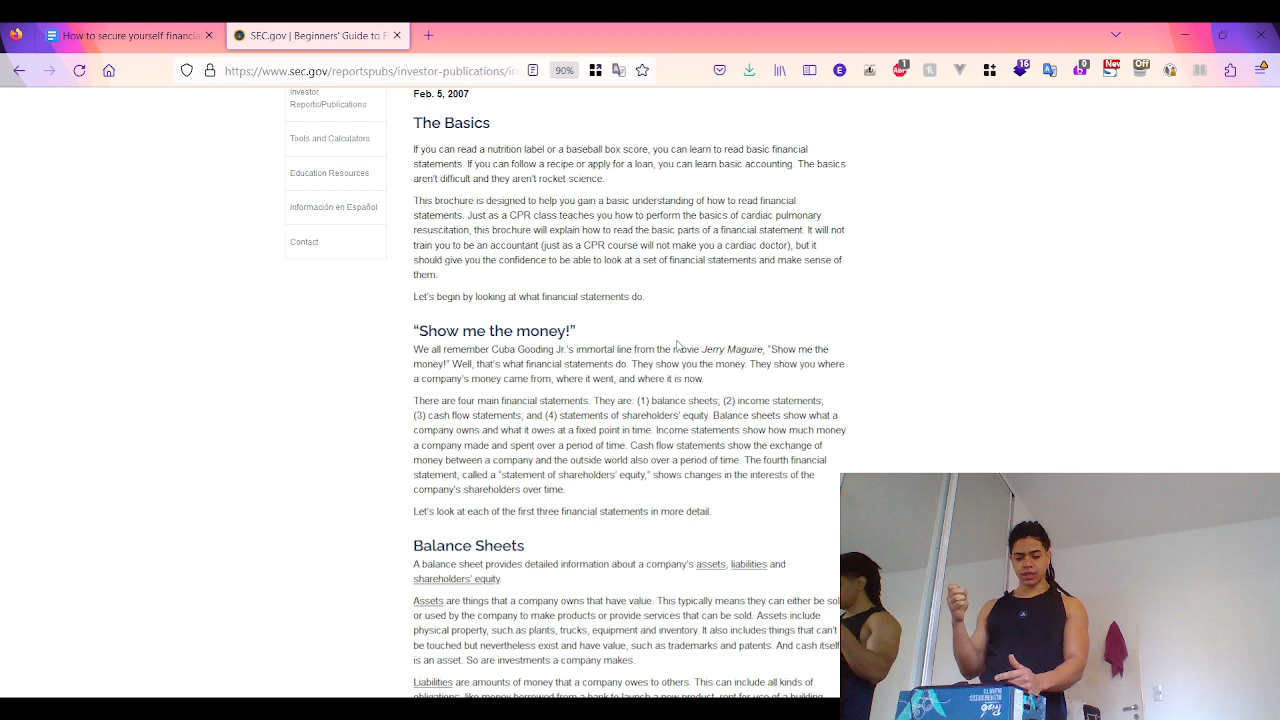 How to secure yourself financia
SEC.gov | Beginners' Guide to Fi
https://www.sec.gov/reportspubs/investor-publications/in
90%
1
16
0
New
Off
Investor
Reports/Publications
Tools and Calculators
Education Resources
Información en Español
Contact
Feb. 5, 2007
The Basics
If you can read a nutrition label or a baseball box score, you can learn to read basic financial
statements. If you can follow a recipe or apply for a loan, you can learn basic accounting. The basics
aren't difficult and they aren't rocket science.
This brochure is designed to help you gain a basic understanding of how to read financial
statements. Just as a CPR class teaches you how to perform the basics of cardiac pulmonary
resuscitation, this brochure will explain how to read the basic parts of a financial statement. It will not
train you to be an accountant (just as a CPR course will not make you a cardiac doctor), but it
should give you the confidence to be able to look at a set of financial statements and make sense of
them.
Let's begin by looking at what financial statements do.
“Show me the money!”
We all remember Cuba Gooding Jr.'s immortal line from the movie Jerry Maguire, “Show me the
money!” Well, that's what financial statements do. They show you the money. They show you where
a company's money came from, where it went, and where it is now.
There are four main financial statements. They are: (1) balance sheets; (2) income statements;
(3) cash flow statements; and (4) statements of shareholders' equity. Balance sheets show what a
company owns and what it owes at a fixed point in time. Income statements show how much money
a company made and spent over a period of time. Cash flow statements show the exchange of
money between a company and the outside world also over a period of time. The fourth financial
statement, called a “statement of shareholders' equity,” shows changes in the interests of the
company's shareholders over time.
Let's look at each of the first three financial statements in more detail.
Balance Sheets
A balance sheet provides detailed information about a company's assets, liabilities and
shareholders' equity.
Assets are things that a company owns that have value. This typically means they can either be sol
or used by the company to make products or provide services that can be sold. Assets include
physical property, such as plants, trucks, equipment and inventory. It also includes things that can't
be touched but nevertheless exist and have value, such as trademarks and patents. And cash itself
is an asset. So are investments a company makes.
Liabilities are amounts of money that a company owes to others. This can include all kinds of
obligations, like money borrowed from a bank to launch a new product, rent for use of a building,